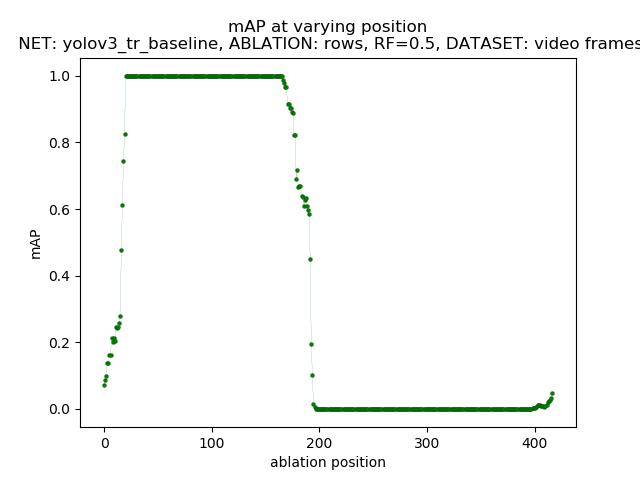 mAP at varying position
NET: yolov3_tr_baseline, ABLATION: rows, RF=0.5, DATASET: video frames
1.0
0.8
0.6
0.4
0.2
0.0
mAP
0 100 200 300 400
ablation position